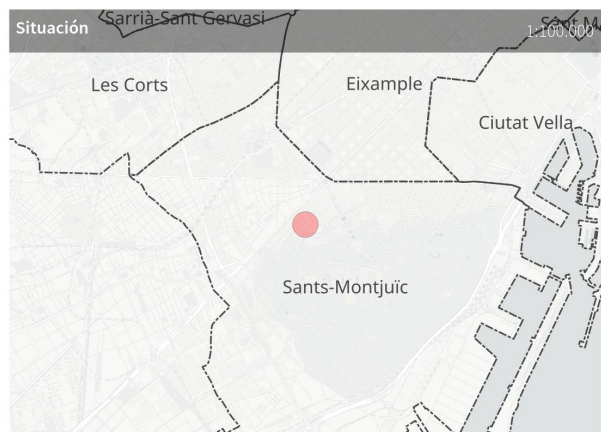 Sarrià-Sant Gervasi
Situación
1:100.000
Les Corts
Eixample
Ciutat Vella
Sants-Montjuïc